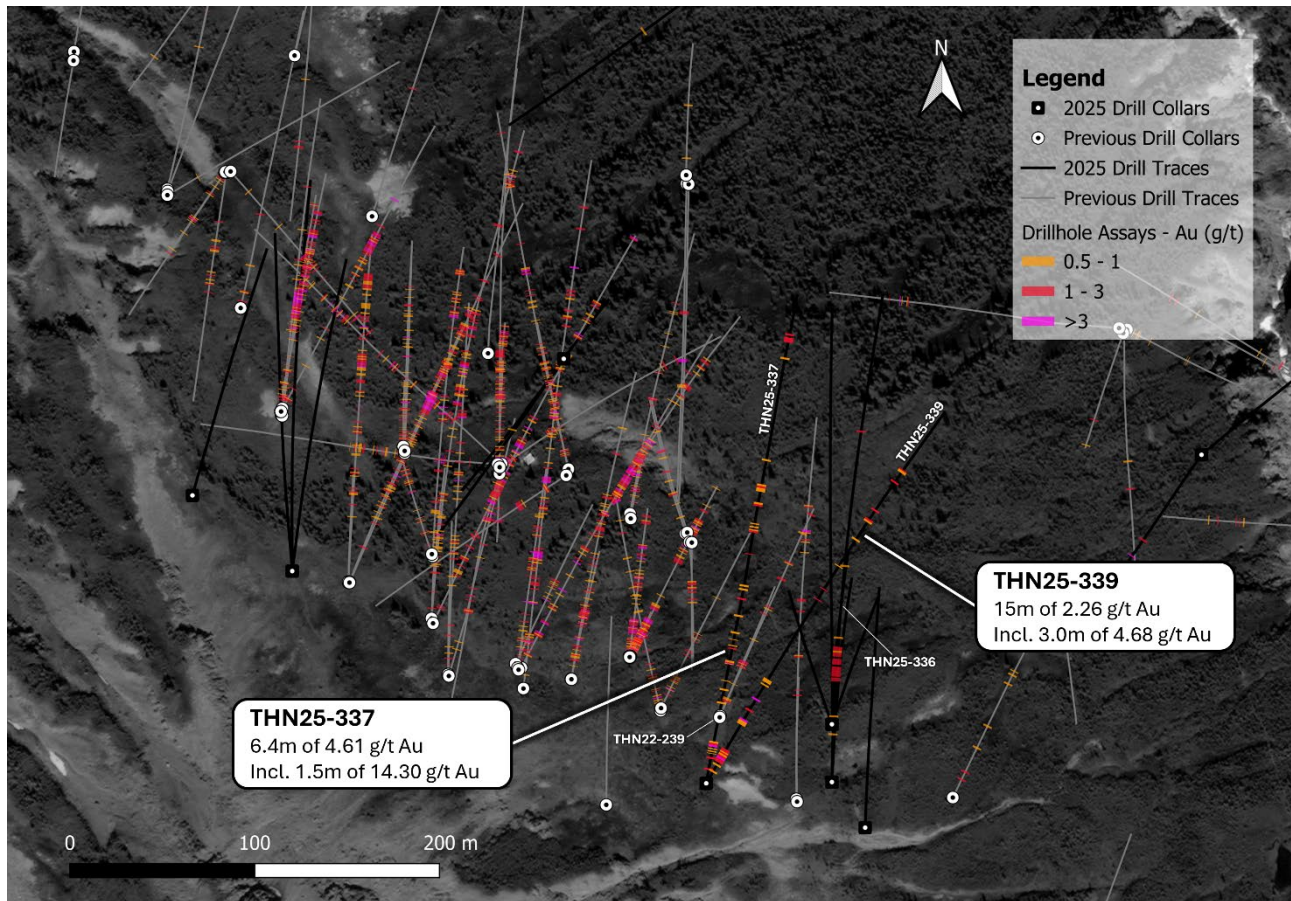 N
Legend
2025 Drill Collars
Previous Drill Collars
2025 Drill Traces
Previous Drill Traces
Drillhole Assays - Au (g/t)
0.5 - 1
1 - 3
>3
THN25-337
THN25-339
THN25-339
15m of 2.26 g/t Au
Incl. 3.0m of 4.68 g/t Au
THN25-336
THN25-337
6.4m of 4.61 g/t Au
Incl. 1.5m of 14.30 g/t Au
THN22-239
0 100 200 m